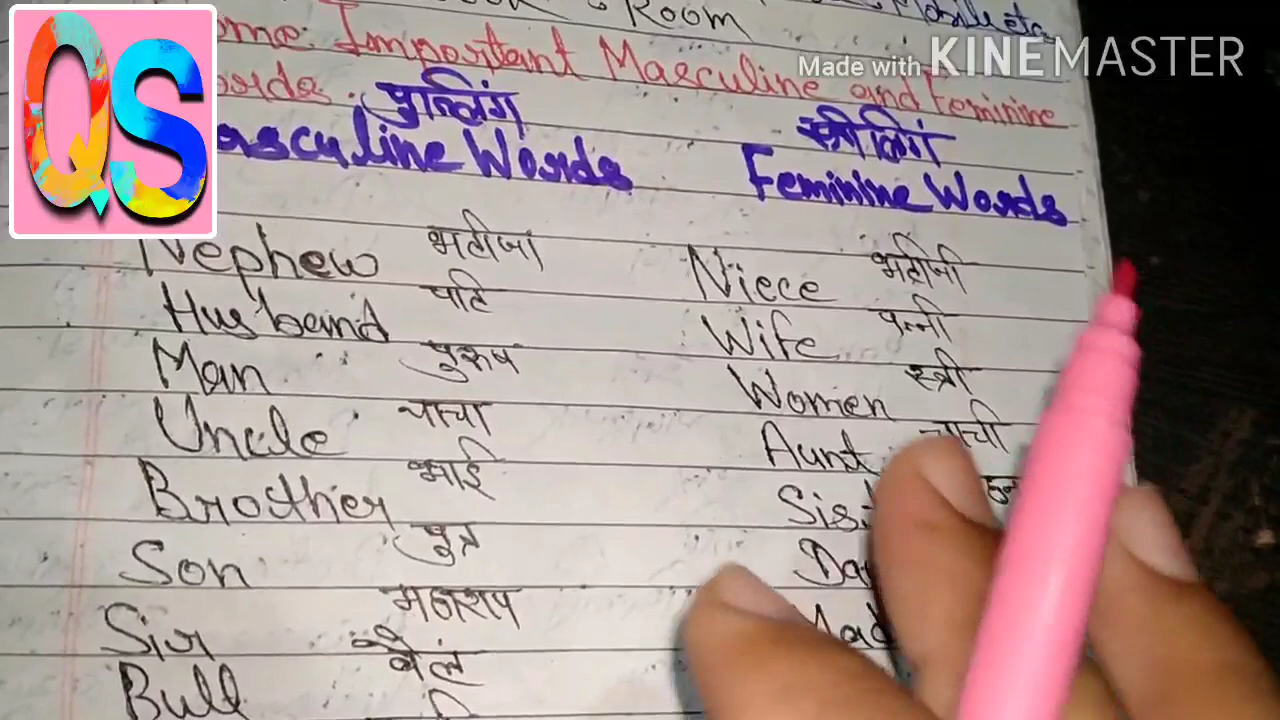 Room
QS
Made with KINEMASTER
Some Important Masculine and Feminine
words
पुल्लिंग स्त्रीलिंग
Masculine Words Feminine Words
Nephew भतीजा Niece भतीजी
Husband पति Wife पत्नी
Man पुरुष Women स्त्री
Uncle चाचा Aunt चाची
Brother भाई
Son पुत्र
Sir महाशय
Bull बैल